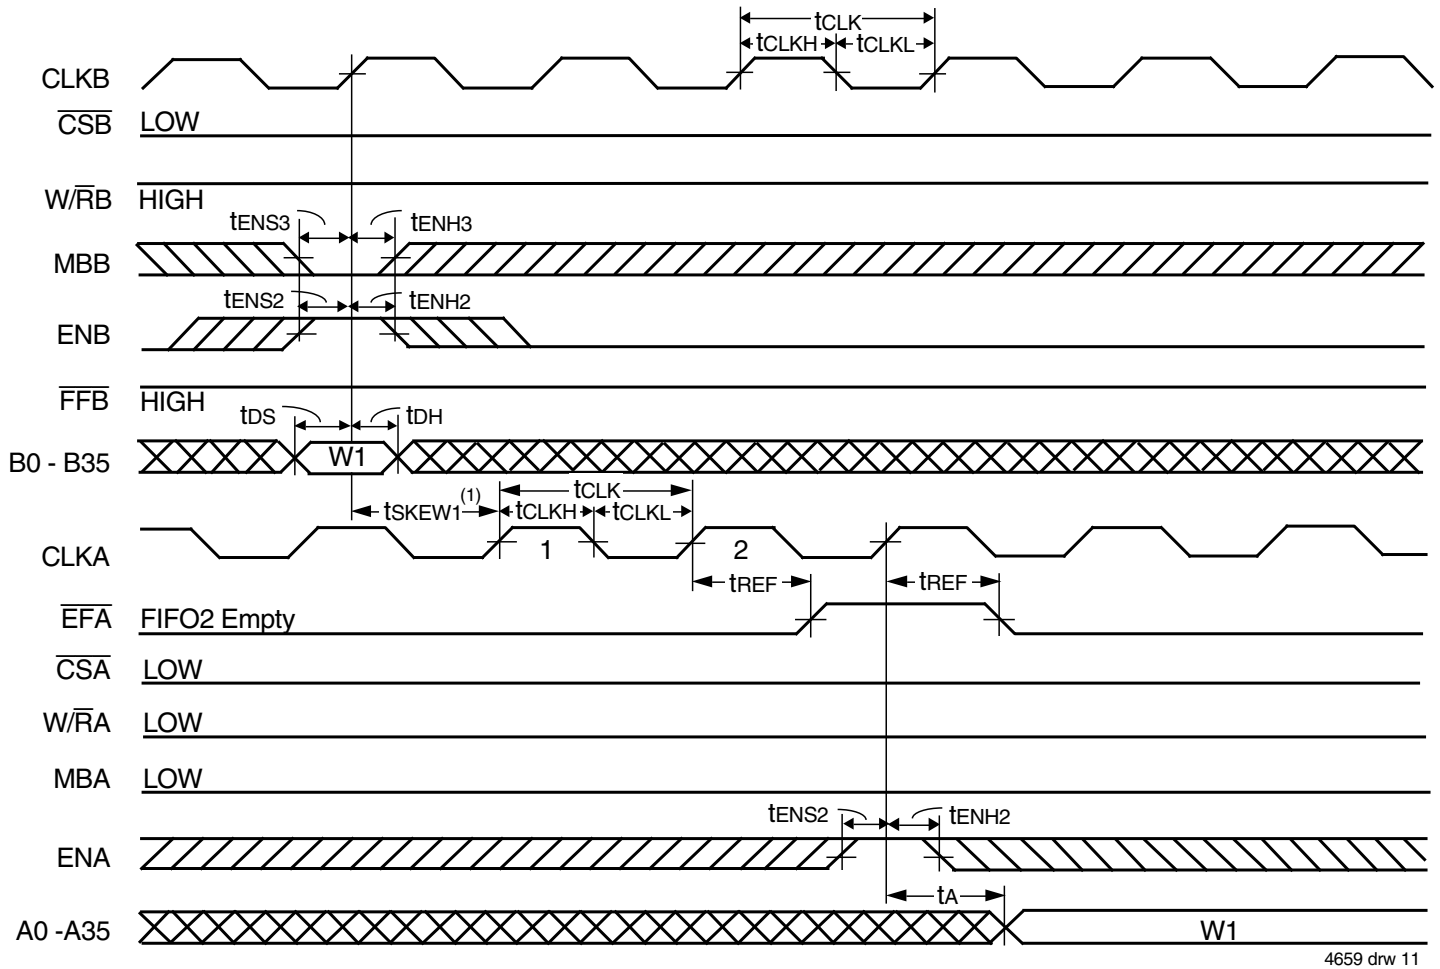 tCLK
tCLKH tCLKL
CLKB
CSB LOW
W/RB HIGH
tENS3 tENH3
MBB
tENS2 tENH2
ENB
FFB HIGH
tDS tDH
B0 - B35 W1
tSKEW1(1) tCLK
tCLKH tCLKL
CLKA 1 2
tREF tREF
EFA FIFO2 Empty
CSA LOW
W/RA LOW
MBA LOW
tENS2 tENH2
ENA
tA
A0 -A35 W1
4659 drw 11